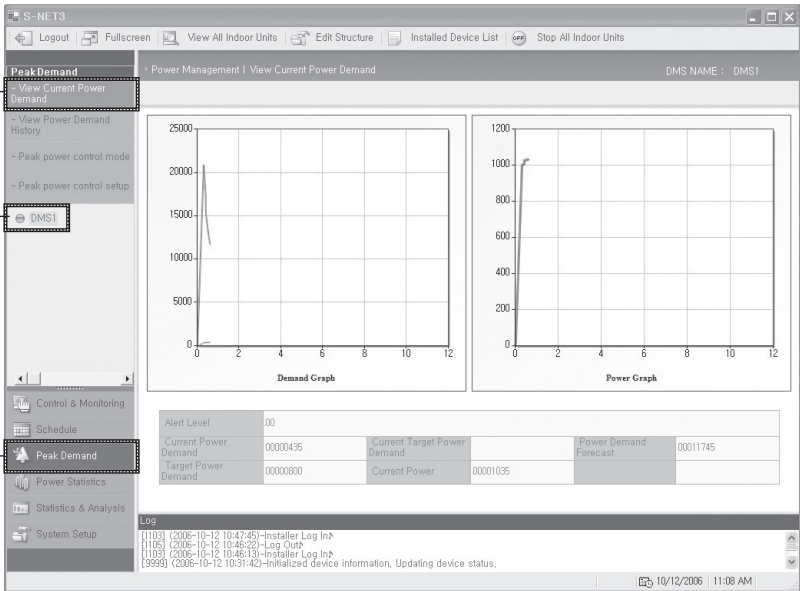 S-NET3
Logout Fullscreen View All Indoor Units Edit Structure Installed Device List OFF Stop All Indoor Units
PeakDemand
- View Current Power
Demand
- View Power Demand
History
- Peak power control mode
- Peak power control setup
DMS1
Control & Monitoring
Schedule
Peak Demand
Power Statistics
Statistics & Analysis
System Setup
Power Management | View Current Power Demand DMS NAME : DMS1
25000
20000
15000
10000
5000
0
0 2 4 6 8 10 12
Demand Graph
1200
1000
800
600
400
200
0
0 2 4 6 8 10 12
Power Graph
Alert Level 00
Current Power
Demand 00000435 Current Target Power
Demand Power Demand
Forecast 00011745
Target Power
Demand 00000800 Current Power 00001035
Log
[1103] (2006-10-12 10:47:45)-Installer Log In♪
[1105] (2006-10-12 10:46:22)-Log Out♪
[1103] (2006-10-12 10:46:13)-Installer Log In♪
[9999] (2006-10-12 10:31:42)-Initialized device information, Updating device status,
10/12/2006 11:08 AM